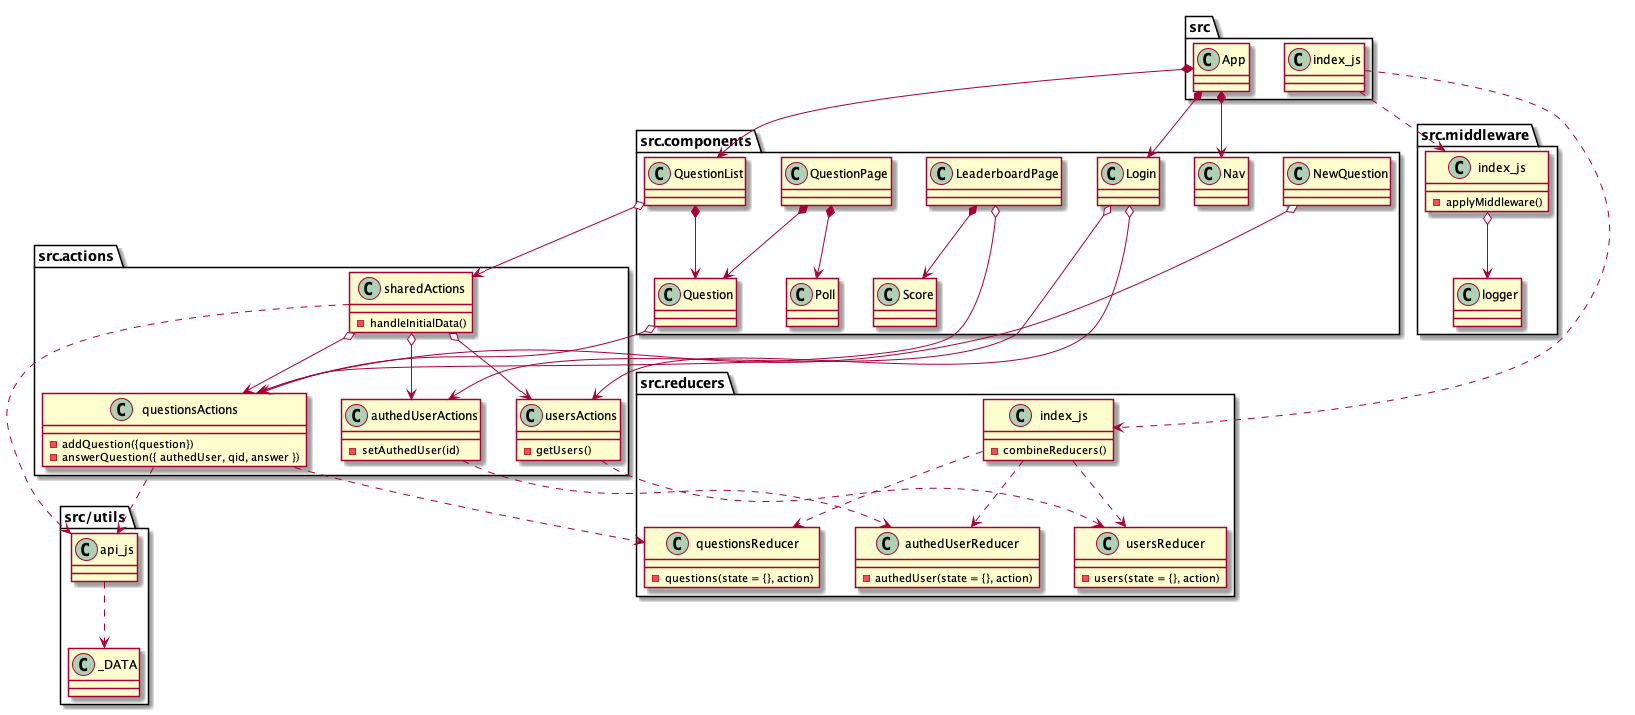 src
C App
C index_js
src.components
C QuestionList
C QuestionPage
C LeaderboardPage
C Login
C Nav
C NewQuestion
src.middleware
C index_js
applyMiddleware()
src.actions
C sharedActions
handleInitialData()
C Question
C Poll
C Score
C logger
C questionsActions
addQuestion({question})
answerQuestion({ authedUser, qid, answer })
C authedUserActions
setAuthedUser(id)
C usersActions
getUsers()
src.reducers
C index_js
combineReducers()
src/utils
C api_js
C questionsReducer
questions(state = {}, action)
C authedUserReducer
authedUser(state = {}, action)
C usersReducer
users(state = {}, action)
C _DATA